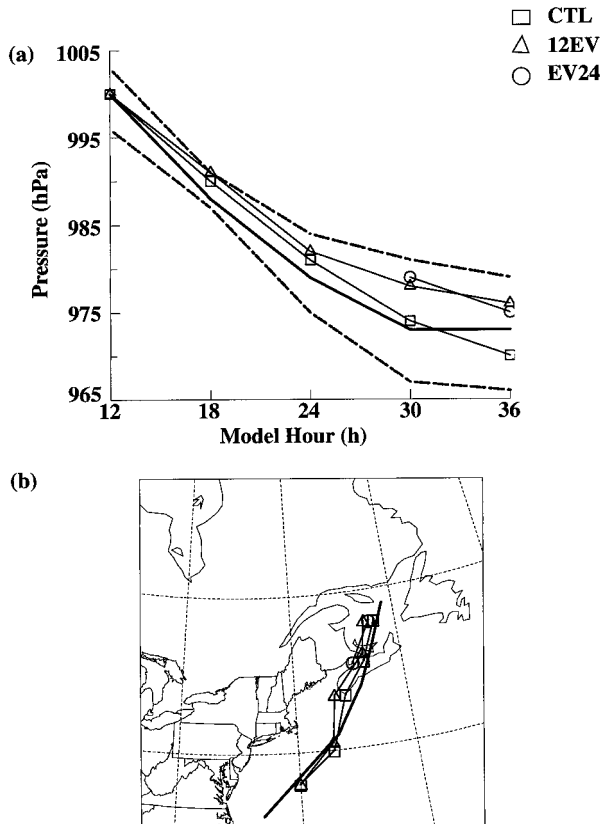 CTL
12EV
EV24
(a)
1005
995
985
975
965
Pressure (hPa)
12 18 24 30 36
Model Hour (h)
(b)